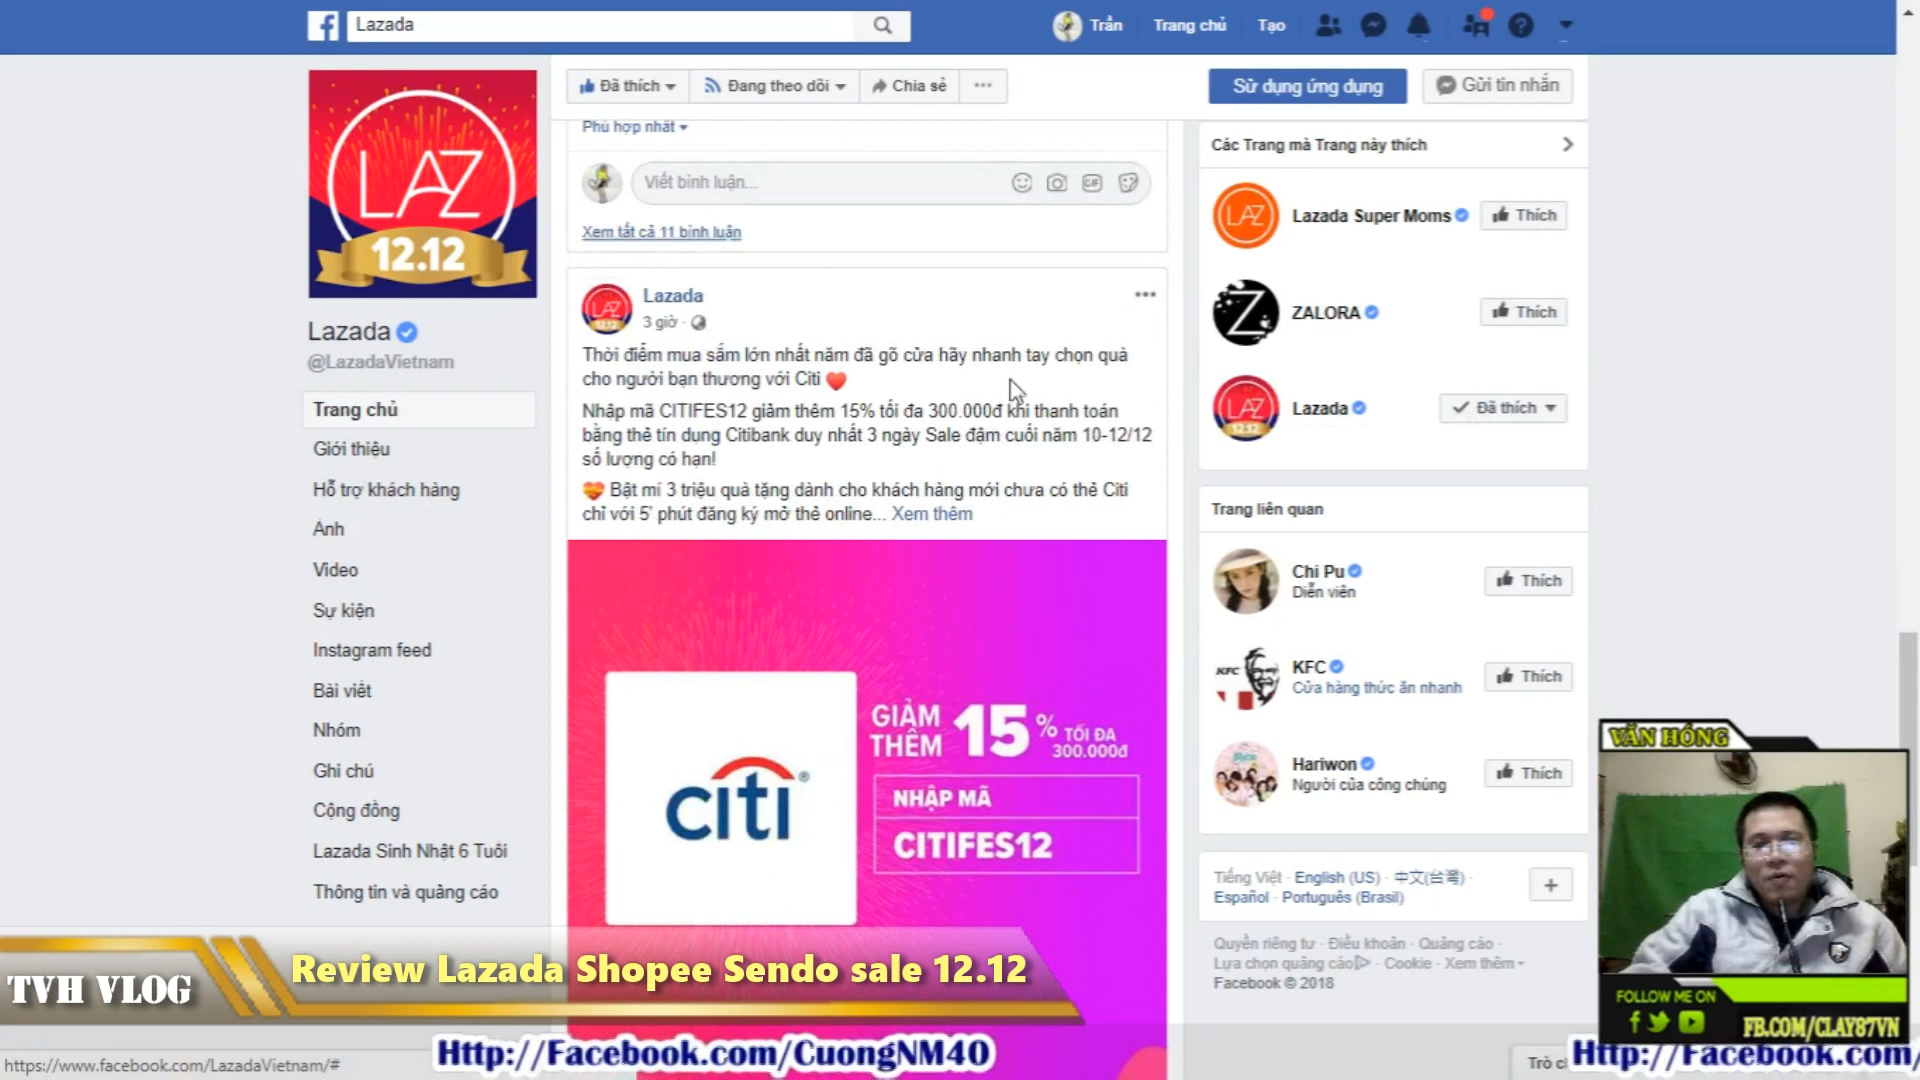 Lazada
Trần
Trang chủ
Tạo
LAZ
12.12
Lazada
@LazadaVietnam
Trang chủ
Giới thiệu
Hỗ trợ khách hàng
Ảnh
Video
Sự kiện
Instagram feed
Bài viết
Nhóm
Ghi chú
Cộng đồng
Lazada Sinh Nhật 6 Tuổi
Thông tin và quảng cáo
Đã thích
Đang theo dõi
Chia sẻ
Sử dụng ứng dụng
Gửi tin nhắn
Phù hợp nhất
Viết bình luận...
GIF
Xem tất cả 11 bình luận
LAZ
12.12
Lazada
3 giờ ·
Thời điểm mua sắm lớn nhất năm đã gõ cửa hãy nhanh tay chọn quà
cho người bạn thương với Citi ❤️
Nhập mã CITIFES12 giảm thêm 15% tối đa 300.000đ khi thanh toán
bằng thẻ tín dụng Citibank duy nhất 3 ngày Sale đậm cuối năm 10-12/12
số lượng có hạn!
💝 Bật mí 3 triệu quà tặng dành cho khách hàng mới chưa có thẻ Citi
chỉ với 5' phút đăng ký mở thẻ online... Xem thêm
citi®
GIẢM
THÊM 15% TỐI ĐA
300.000đ
NHẬP MÃ
CITIFES12
Các Trang mà Trang này thích
LAZ
Lazada Super Moms
Thích
Z
ZALORA
Thích
LAZ
12.12
Lazada
Đã thích
Trang liên quan
Chi Pu
Diễn viên
Thích
KFC
KFC
Cửa hàng thức ăn nhanh
Thích
Hariwon
Người của công chúng
Thích
Tiếng Việt · English (US) · 中文(台灣) ·
Español · Português (Brasil)
Quyền riêng tư · Điều khoản · Quảng cáo ·
Lựa chọn quảng cáo · Cookie · Xem thêm
Facebook © 2018
VĂN HÓNG
FOLLOW ME ON
FB.COM/CLAY87VN
TVH VLOG
Review Lazada Shopee Sendo sale 12.12
https://www.facebook.com/LazadaVietnam/#
Http://Facebook.com/CuongNM40
Trò
Http://Facebook.com/